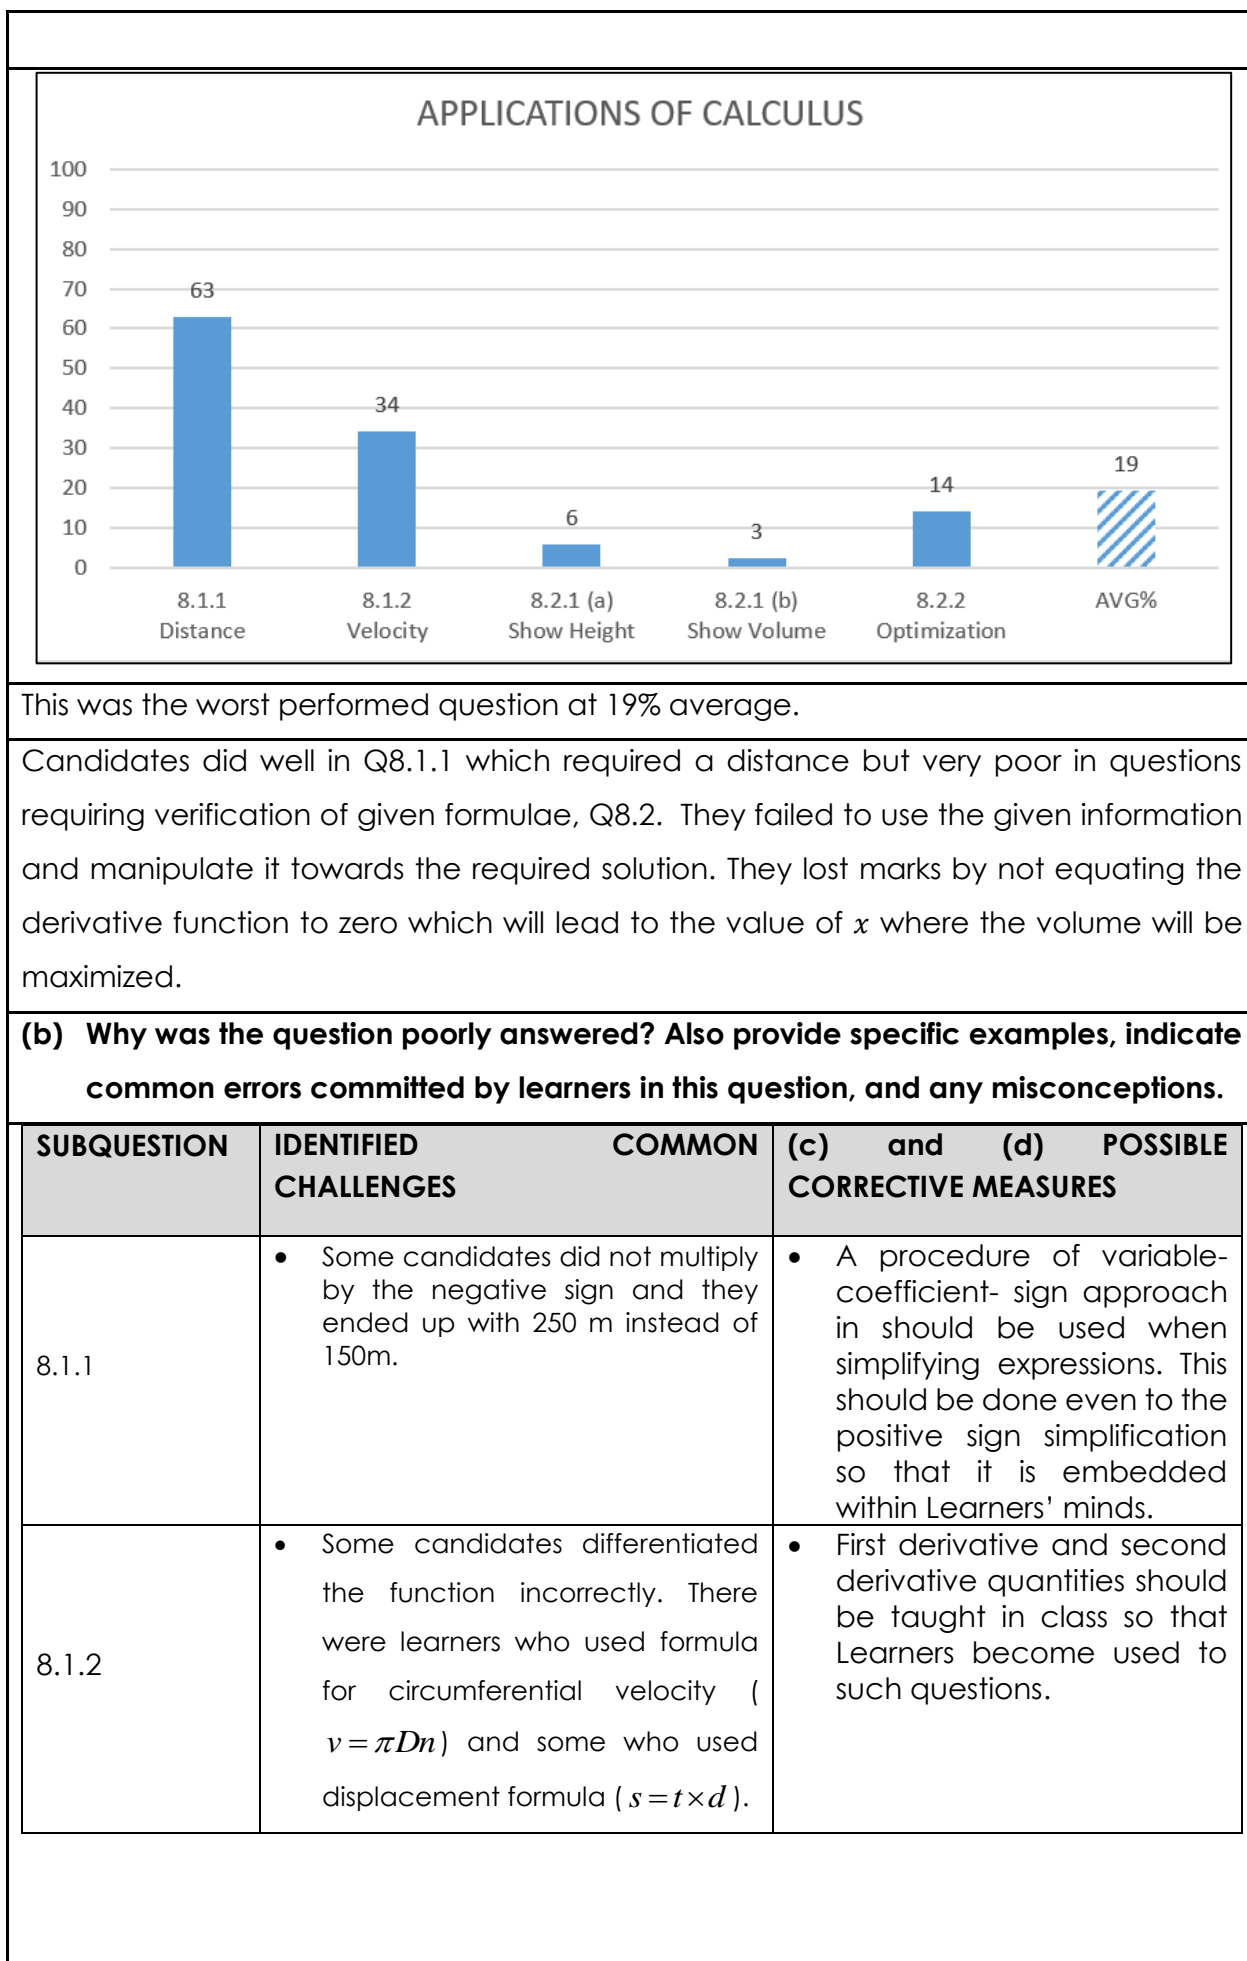 APPLICATIONS OF CALCULUS
100
90
80
70
60
50
40
30
20
10
0
63
34
6
3
14
19
8.1.1
Distance
8.1.2
Velocity
8.2.1 (a)
Show Height
8.2.1 (b)
Show Volume
8.2.2
Optimization
AVG%
This was the worst performed question at 19% average.
Candidates did well in Q8.1.1 which required a distance but very poor in questions
requiring verification of given formulae, Q8.2. They failed to use the given information
and manipulate it towards the required solution. They lost marks by not equating the
derivative function to zero which will lead to the value of x where the volume will be
maximized.
(b) Why was the question poorly answered? Also provide specific examples, indicate
common errors committed by learners in this question, and any misconceptions.
SUBQUESTION
IDENTIFIED COMMON
CHALLENGES
(c) and (d) POSSIBLE
CORRECTIVE MEASURES
8.1.1
• Some candidates did not multiply
by the negative sign and they
ended up with 250 m instead of
150m.
• A procedure of variable-
coefficient- sign approach
in should be used when
simplifying expressions. This
should be done even to the
positive sign simplification
so that it is embedded
within Learners’ minds.
8.1.2
• Some candidates differentiated
the function incorrectly. There
were learners who used formula
for circumferential velocity (
v = πDn) and some who used
displacement formula ( s = t × d ).
• First derivative and second
derivative quantities should
be taught in class so that
Learners become used to
such questions.